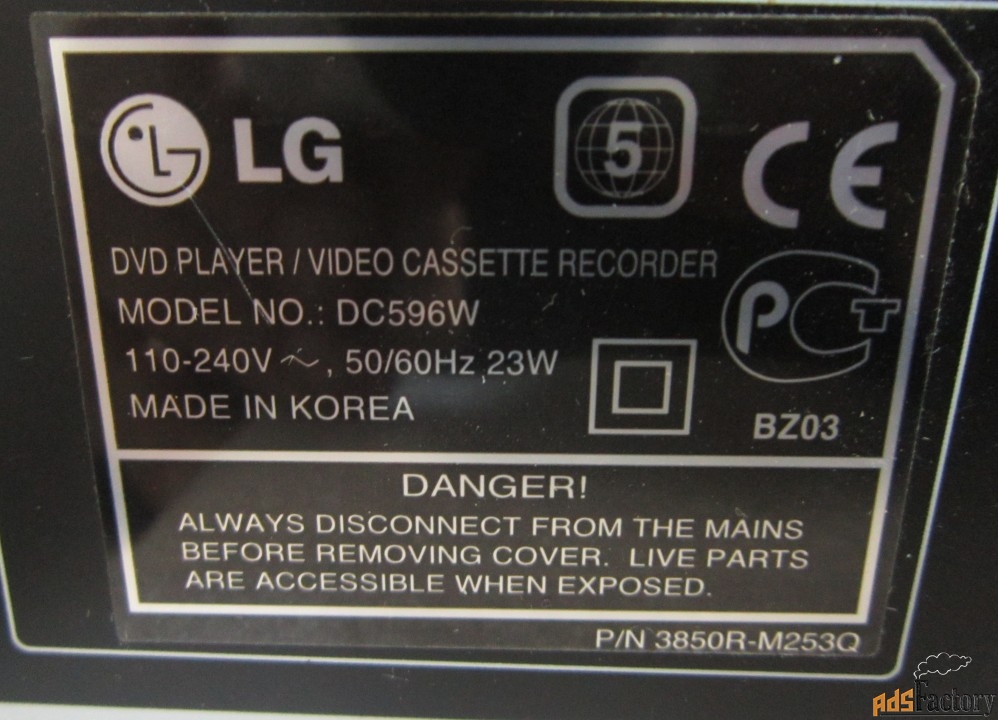 LG
5
CE
DVD PLAYER / VIDEO CASSETTE RECORDER
MODEL NO.: DC596W
110-240V ~, 50/60Hz 23W
MADE IN KOREA
РСТ
BZ03
DANGER!
ALWAYS DISCONNECT FROM THE MAINS
BEFORE REMOVING COVER. LIVE PARTS
ARE ACCESSIBLE WHEN EXPOSED.
P/N 3850R-M253Q
AdsFactory